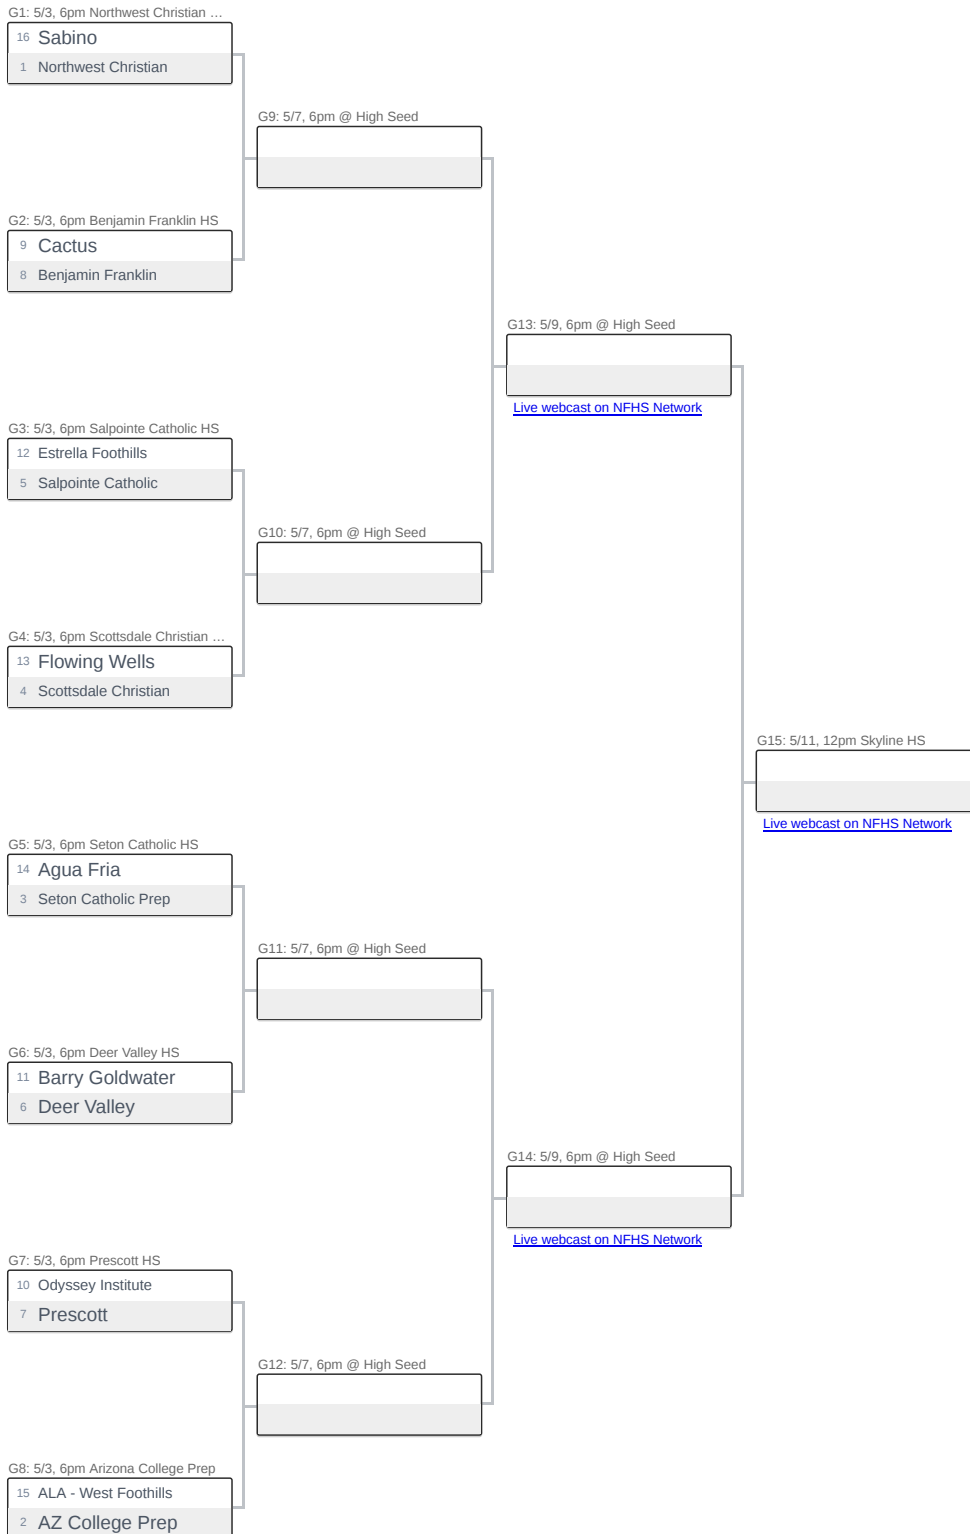 G1: 5/3, 6pm Northwest Christian …
16 Sabino
1 Northwest Christian
G9: 5/7, 6pm @ High Seed
G2: 5/3, 6pm Benjamin Franklin HS
9 Cactus
8 Benjamin Franklin
G13: 5/9, 6pm @ High Seed
Live webcast on NFHS Network
G3: 5/3, 6pm Salpointe Catholic HS
12 Estrella Foothills
5 Salpointe Catholic
G10: 5/7, 6pm @ High Seed
G4: 5/3, 6pm Scottsdale Christian …
13 Flowing Wells
4 Scottsdale Christian
G15: 5/11, 12pm Skyline HS
Live webcast on NFHS Network
G5: 5/3, 6pm Seton Catholic HS
14 Agua Fria
3 Seton Catholic Prep
G11: 5/7, 6pm @ High Seed
G6: 5/3, 6pm Deer Valley HS
11 Barry Goldwater
6 Deer Valley
G14: 5/9, 6pm @ High Seed
Live webcast on NFHS Network
G7: 5/3, 6pm Prescott HS
10 Odyssey Institute
7 Prescott
G12: 5/7, 6pm @ High Seed
G8: 5/3, 6pm Arizona College Prep
15 ALA - West Foothills
2 AZ College Prep